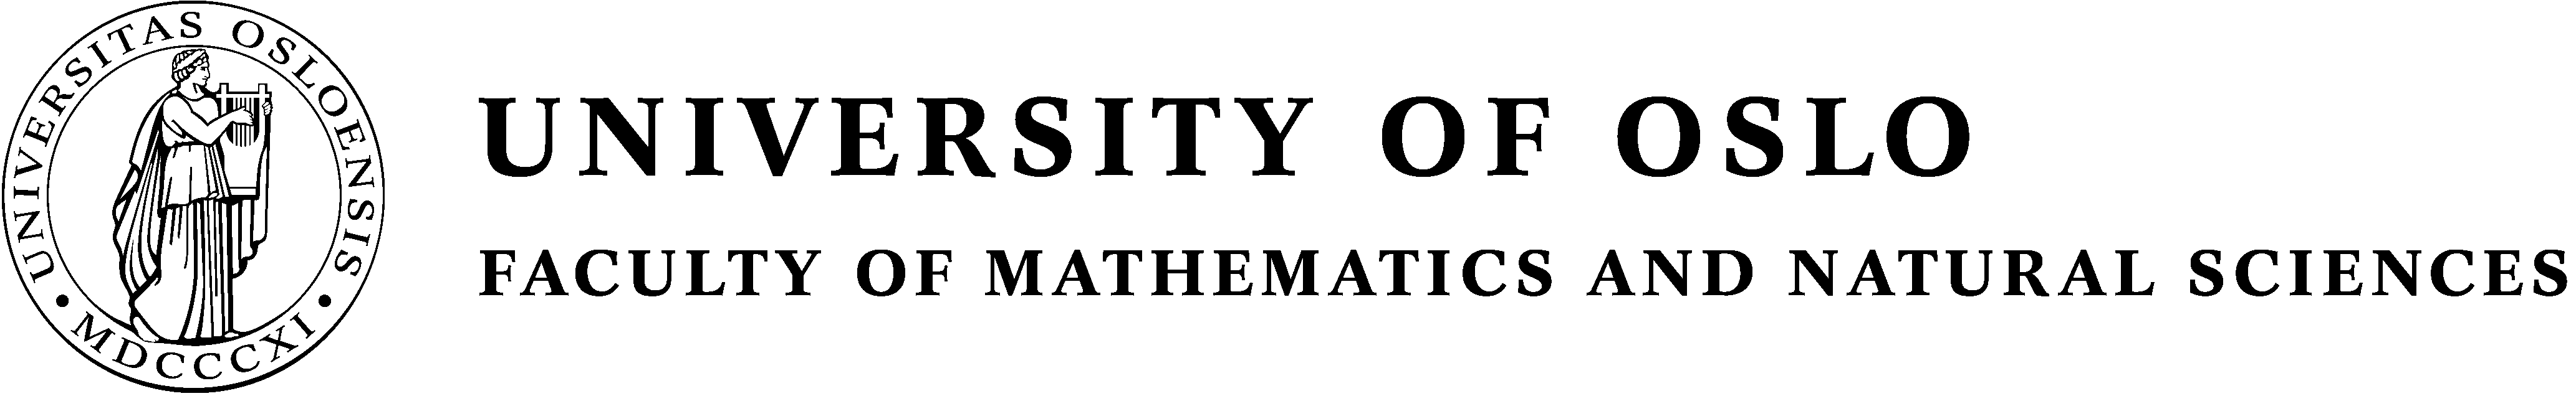 UNIVERSITAS OSLOENSIS
MDCCCXI
UNIVERSITY OF OSLO
FACULTY OF MATHEMATICS AND NATURAL SCIENCES